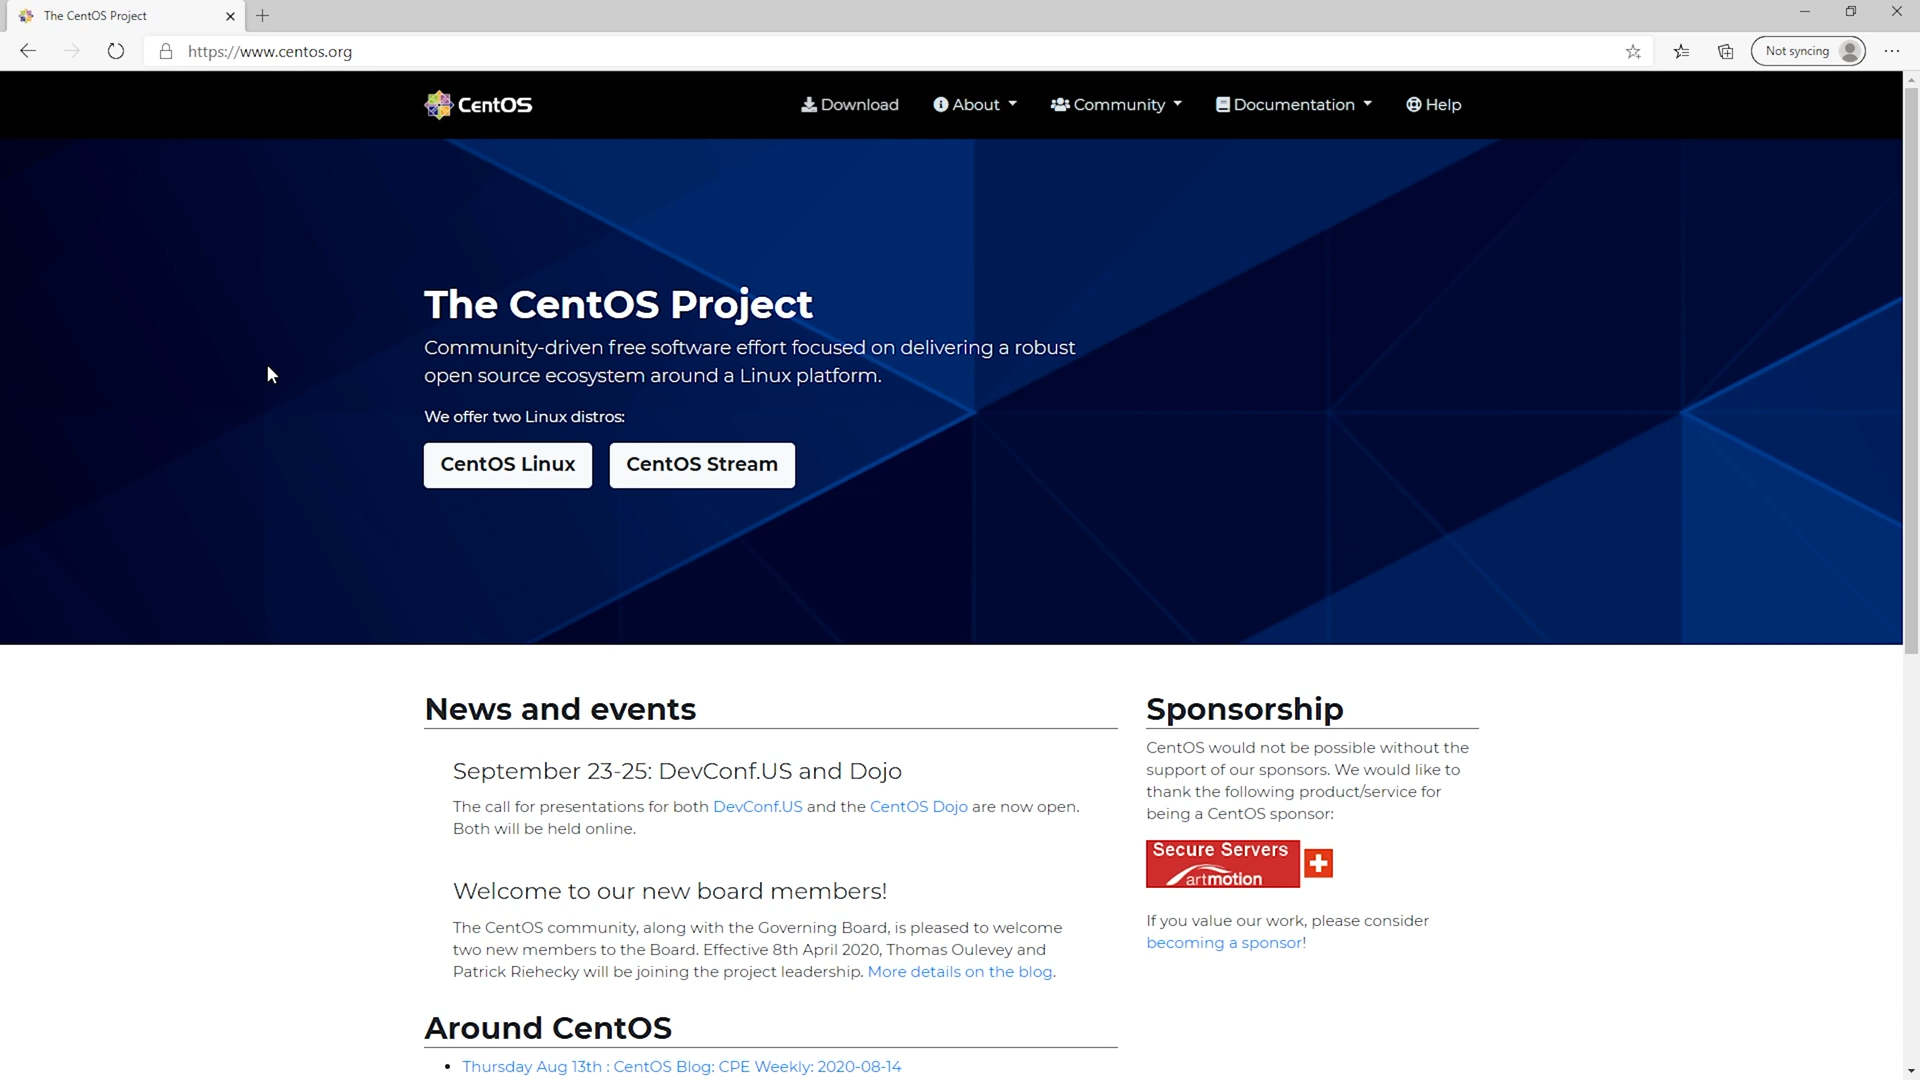 The CentOS Project
https://www.centos.org
Not syncing
CentOS
Download
About
Community
Documentation
Help
The CentOS Project
Community-driven free software effort focused on delivering a robust
open source ecosystem around a Linux platform.
We offer two Linux distros:
CentOS Linux
CentOS Stream
News and events
September 23-25: DevConf.US and Dojo
The call for presentations for both DevConf.US and the CentOS Dojo are now open.
Both will be held online.
Welcome to our new board members!
The CentOS community, along with the Governing Board, is pleased to welcome
two new members to the Board. Effective 8th April 2020, Thomas Oulevey and
Patrick Riehecky will be joining the project leadership. More details on the blog.
Around CentOS
Thursday Aug 13th : CentOS Blog: CPE Weekly: 2020-08-14
Sponsorship
CentOS would not be possible without the
support of our sponsors. We would like to
thank the following product/service for
being a CentOS sponsor:
Secure Servers
artmotion
If you value our work, please consider
becoming a sponsor!